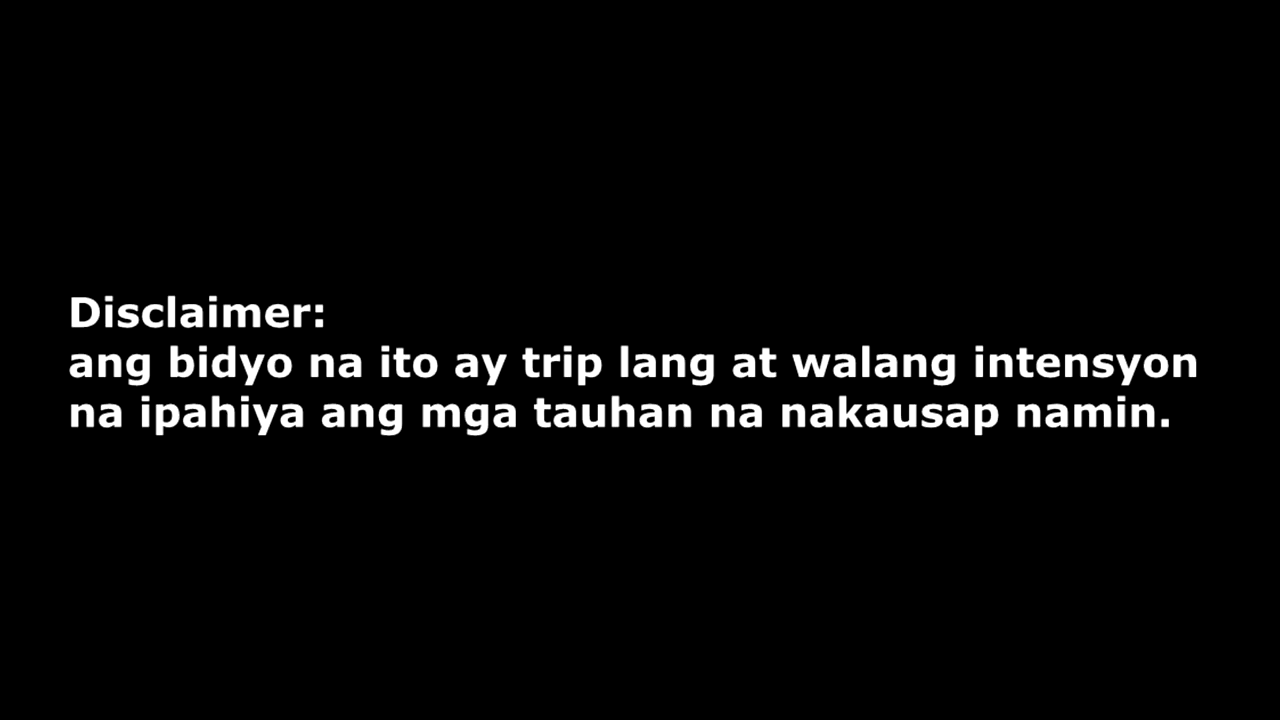 Disclaimer:
ang bidyo na ito ay trip lang at walang intensyon
na ipahiya ang mga tauhan na nakausap namin.